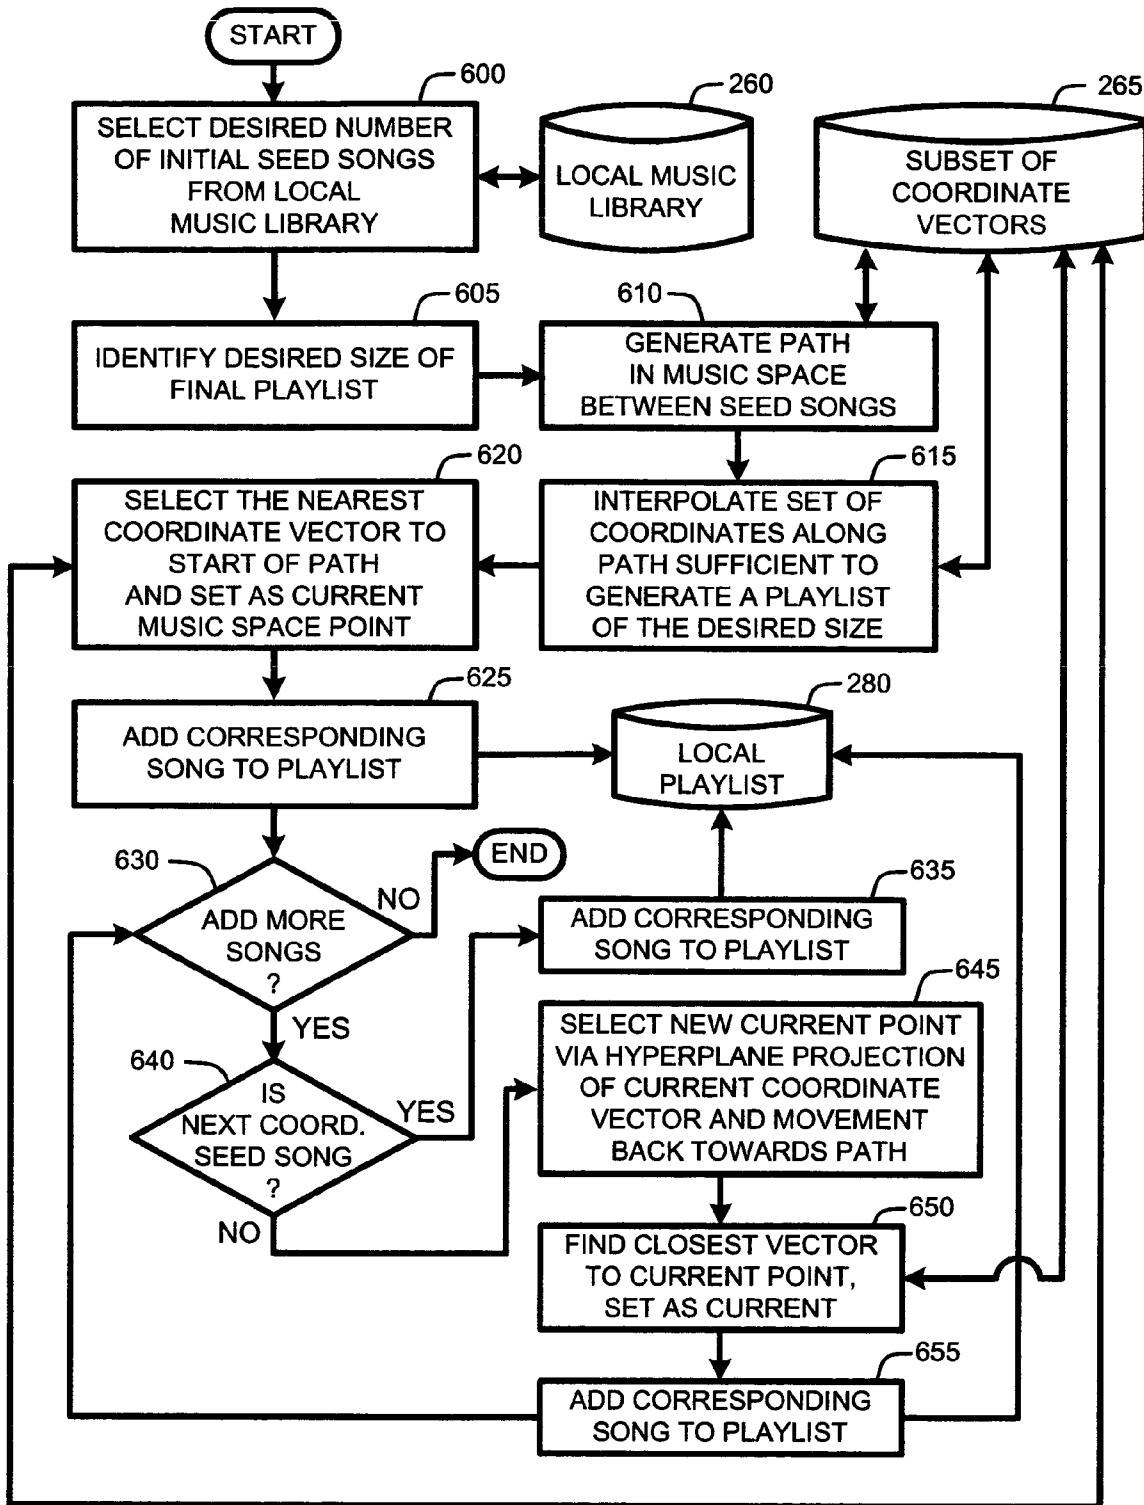 START
600
SELECT DESIRED NUMBER
OF INITIAL SEED SONGS
FROM LOCAL
MUSIC LIBRARY
260
LOCAL MUSIC
LIBRARY
265
SUBSET OF
COORDINATE
VECTORS
605
IDENTIFY DESIRED SIZE OF
FINAL PLAYLIST
610
GENERATE PATH
IN MUSIC SPACE
BETWEEN SEED SONGS
615
INTERPOLATE SET OF
COORDINATES ALONG
PATH SUFFICIENT TO
GENERATE A PLAYLIST
OF THE DESIRED SIZE
620
SELECT THE NEAREST
COORDINATE VECTOR TO
START OF PATH
AND SET AS CURRENT
MUSIC SPACE POINT
625
ADD CORRESPONDING
SONG TO PLAYLIST
280
LOCAL
PLAYLIST
630
ADD MORE
SONGS
?
NO
END
YES
635
ADD CORRESPONDING
SONG TO PLAYLIST
640
IS
NEXT COORD.
SEED SONG
?
YES
NO
645
SELECT NEW CURRENT POINT
VIA HYPERPLANE PROJECTION
OF CURRENT COORDINATE
VECTOR AND MOVEMENT
BACK TOWARDS PATH
650
FIND CLOSEST VECTOR
TO CURRENT POINT,
SET AS CURRENT
655
ADD CORRESPONDING
SONG TO PLAYLIST